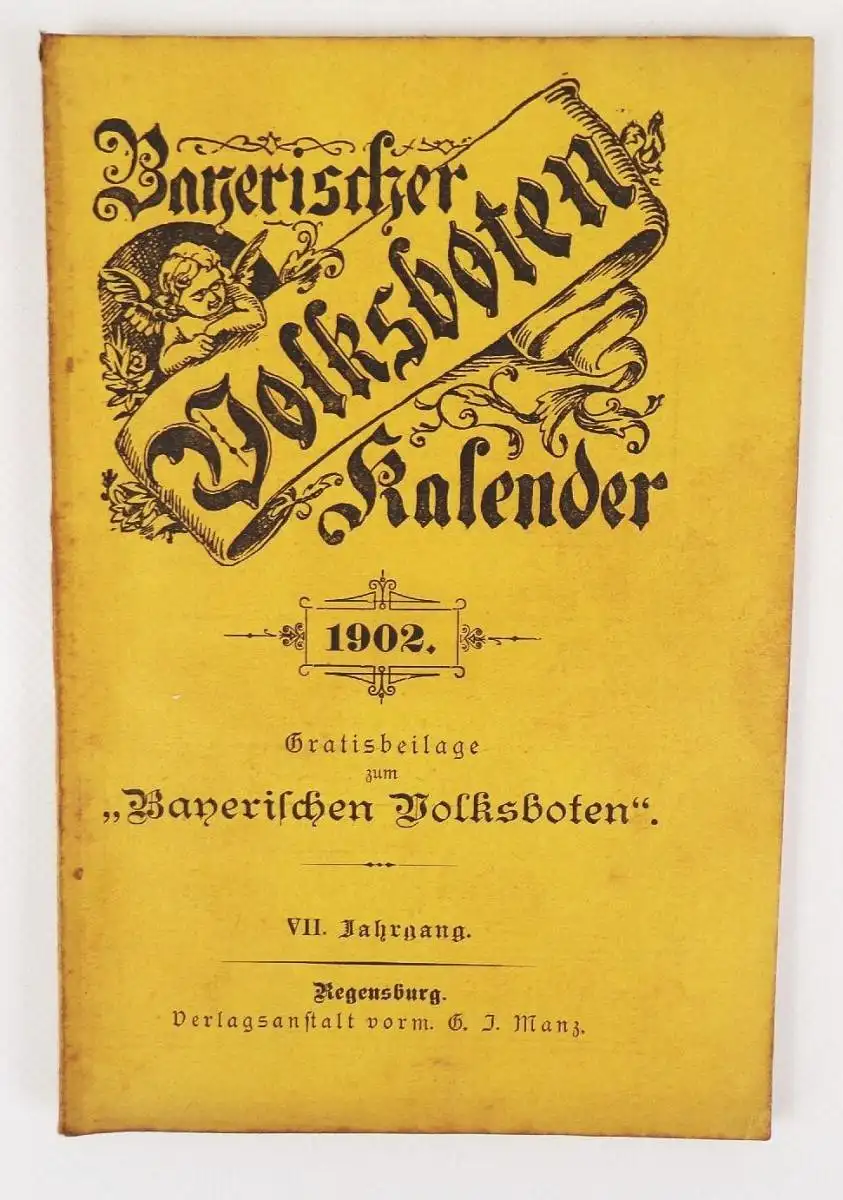 Bayerischer
Volksboten
Kalender
1902.
Gratisbeilage
zum
„Bayeriſchen Volksboten“.
VII. Jahrgang.
Regensburg.
Verlagsanſtalt vorm. G. J. Manz.